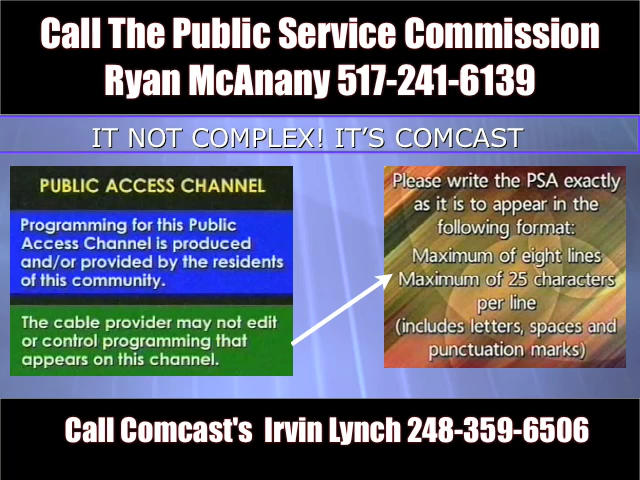 Call The Public Service Commission
Ryan McAnany 517-241-6139
IT NOT COMPLEX! IT'S COMCAST
PUBLIC ACCESS CHANNEL
Programming for this Public
Access Channel is produced
and/or provided by the residents
of this community.
The cable provider may not edit
or control programming that
appears on this channel.
Please write the PSA exactly
as it is to appear in the
following format:
Maximum of eight lines
Maximum of 25 characters
per line
(includes letters, spaces and
punctuation marks)
Call Comcast's Irvin Lynch 248-359-6506